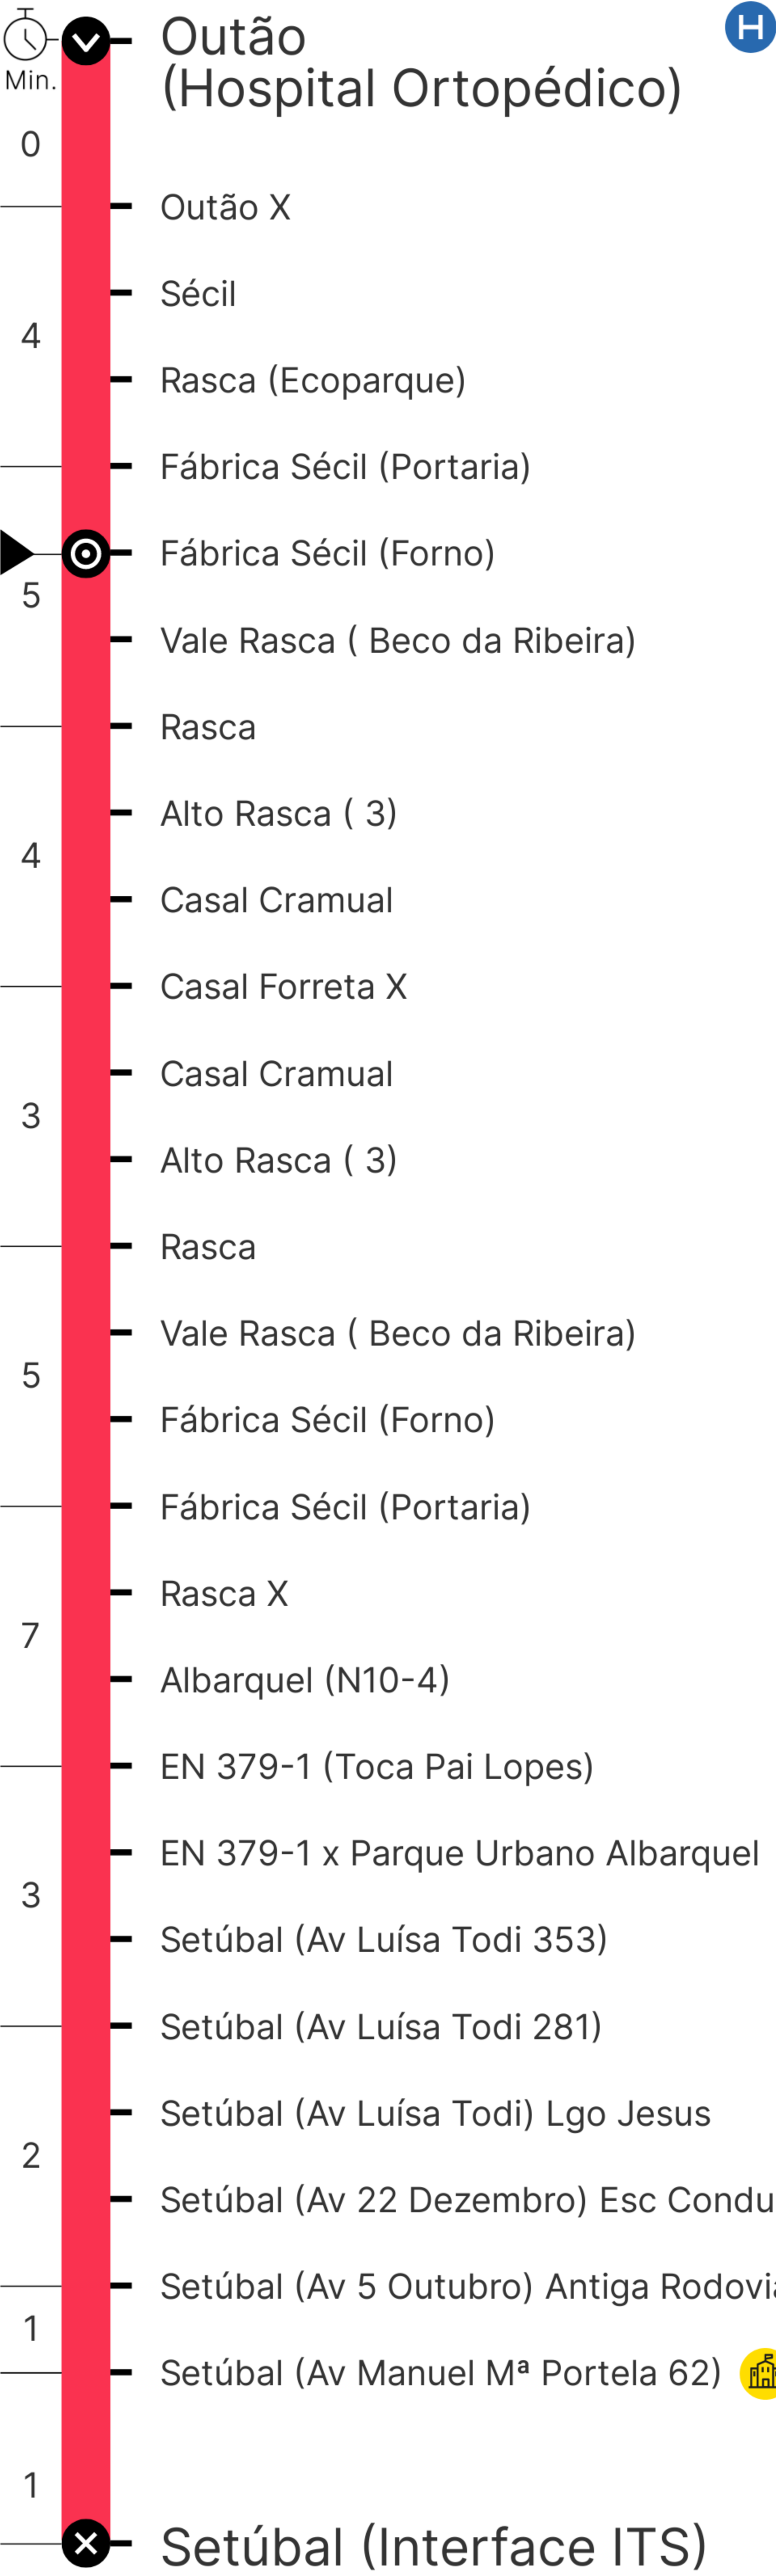 Outão
(Hospital Ortopédico)
H
Min.
0
Outão X
Sécil
4
Rasca (Ecoparque)
Fábrica Sécil (Portaria)
Fábrica Sécil (Forno)
5
Vale Rasca ( Beco da Ribeira)
Rasca
Alto Rasca ( 3)
4
Casal Cramual
Casal Forreta X
Casal Cramual
3
Alto Rasca ( 3)
Rasca
Vale Rasca ( Beco da Ribeira)
5
Fábrica Sécil (Forno)
Fábrica Sécil (Portaria)
Rasca X
7
Albarquel (N10-4)
EN 379-1 (Toca Pai Lopes)
EN 379-1 x Parque Urbano Albarquel
3
Setúbal (Av Luísa Todi 353)
Setúbal (Av Luísa Todi 281)
Setúbal (Av Luísa Todi) Lgo Jesus
2
Setúbal (Av 22 Dezembro) Esc Condu
Setúbal (Av 5 Outubro) Antiga Rodovi
1
Setúbal (Av Manuel Mª Portela 62)
1
Setúbal (Interface ITS)